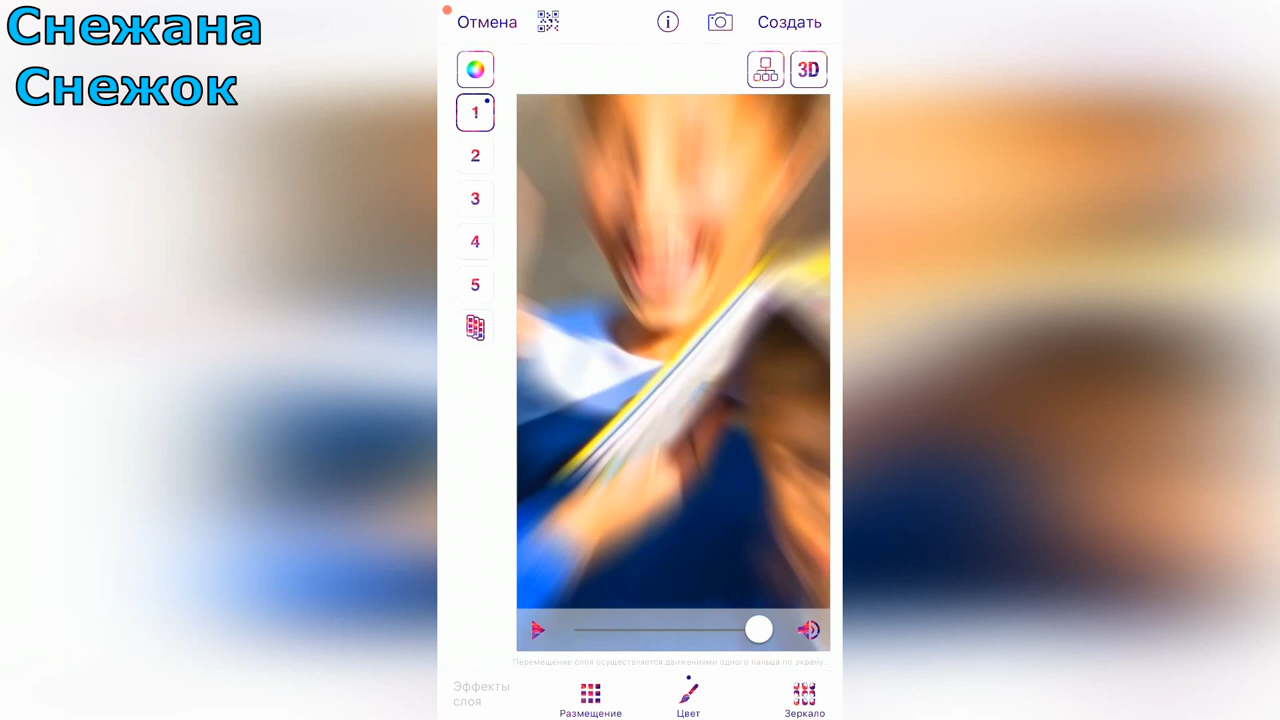 Снежана
Снежок
Отмена
Создать
3D
1
2
3
4
5
Перемещение слоя осуществляется движениями одного пальца по экрану.
Эффекты
слоя
Размещение
Цвет
Зеркало